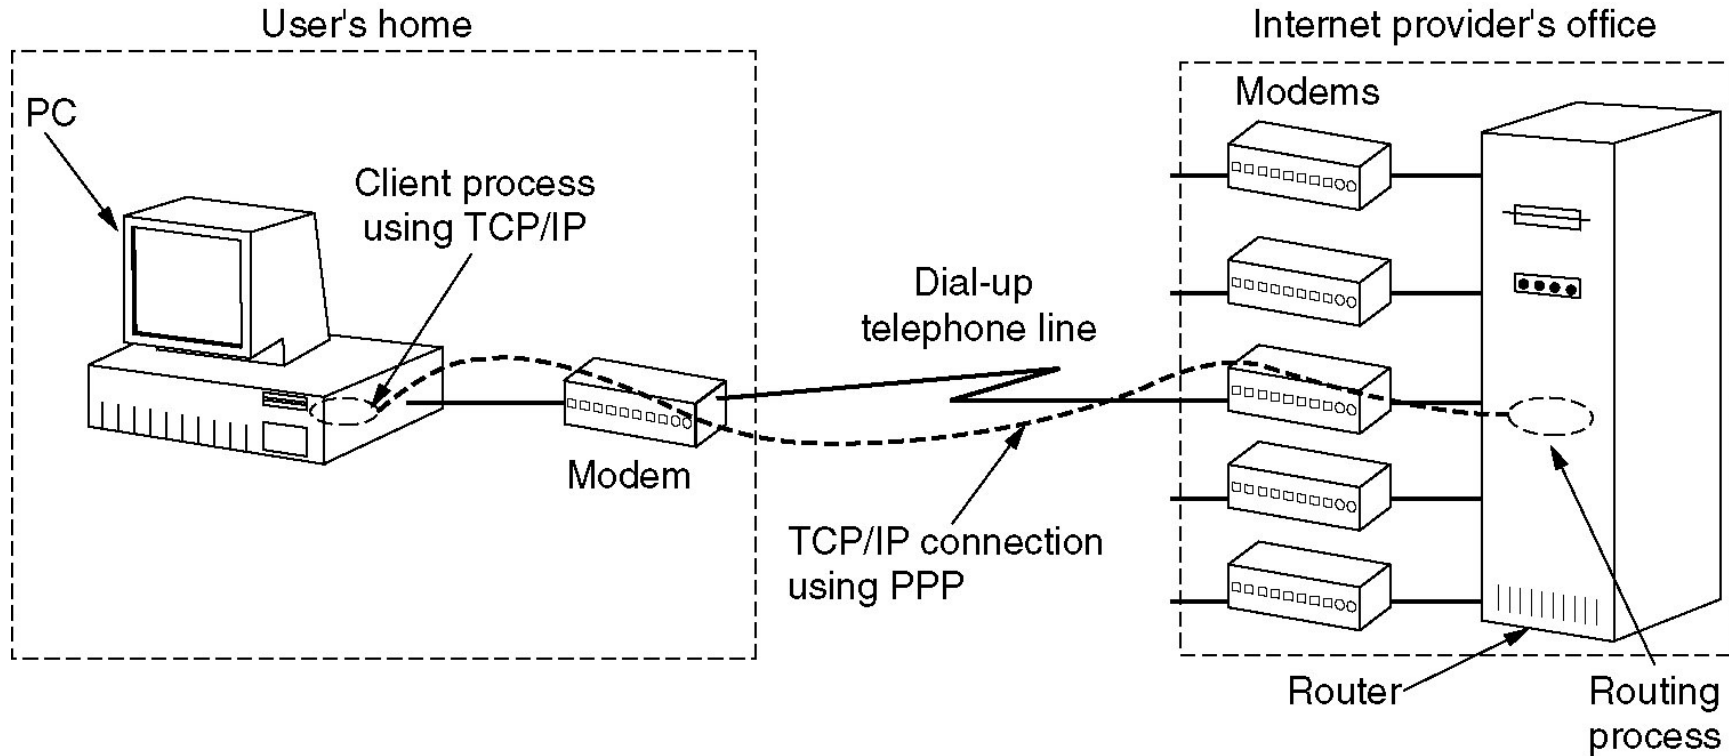 User's home
Internet provider's office
PC
Modems
Client process
using TCP/IP
Dial-up
telephone line
Modem
TCP/IP connection
using PPP
Router
Routing
process